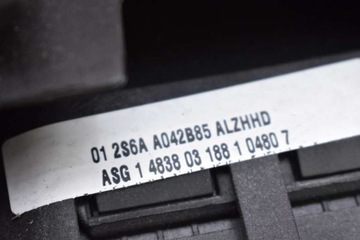 01 2S6A A042B85 ALZHHD
ASG 1 4838 03 188 1 0480 7